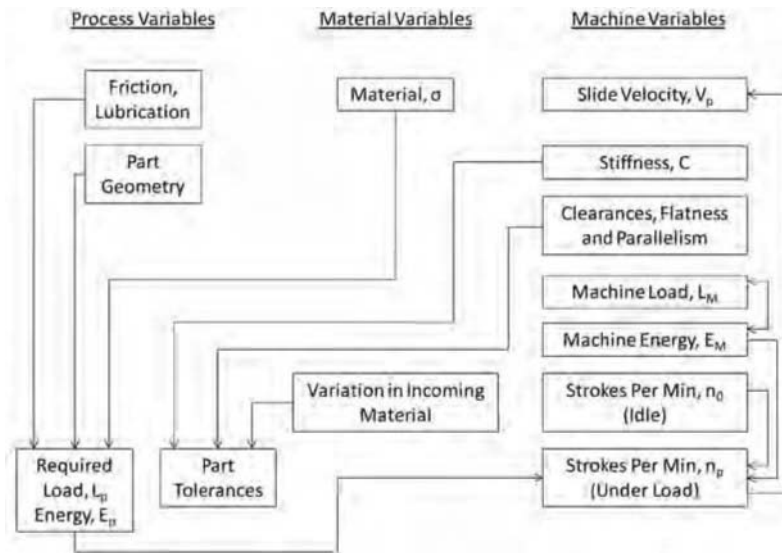 Process Variables
Material Variables
Machine Variables
Friction,
Lubrication
Material, σ
Slide Velocity, Vp
Part
Geometry
Stiffness, C
Clearances, Flatness
and Parallelism
Machine Load, LM
Machine Energy, EM
Variation in Incoming
Material
Strokes Per Min, n0
(Idle)
Required
Load, Lp
Energy, Ep
Part
Tolerances
Strokes Per Min, np
(Under Load)